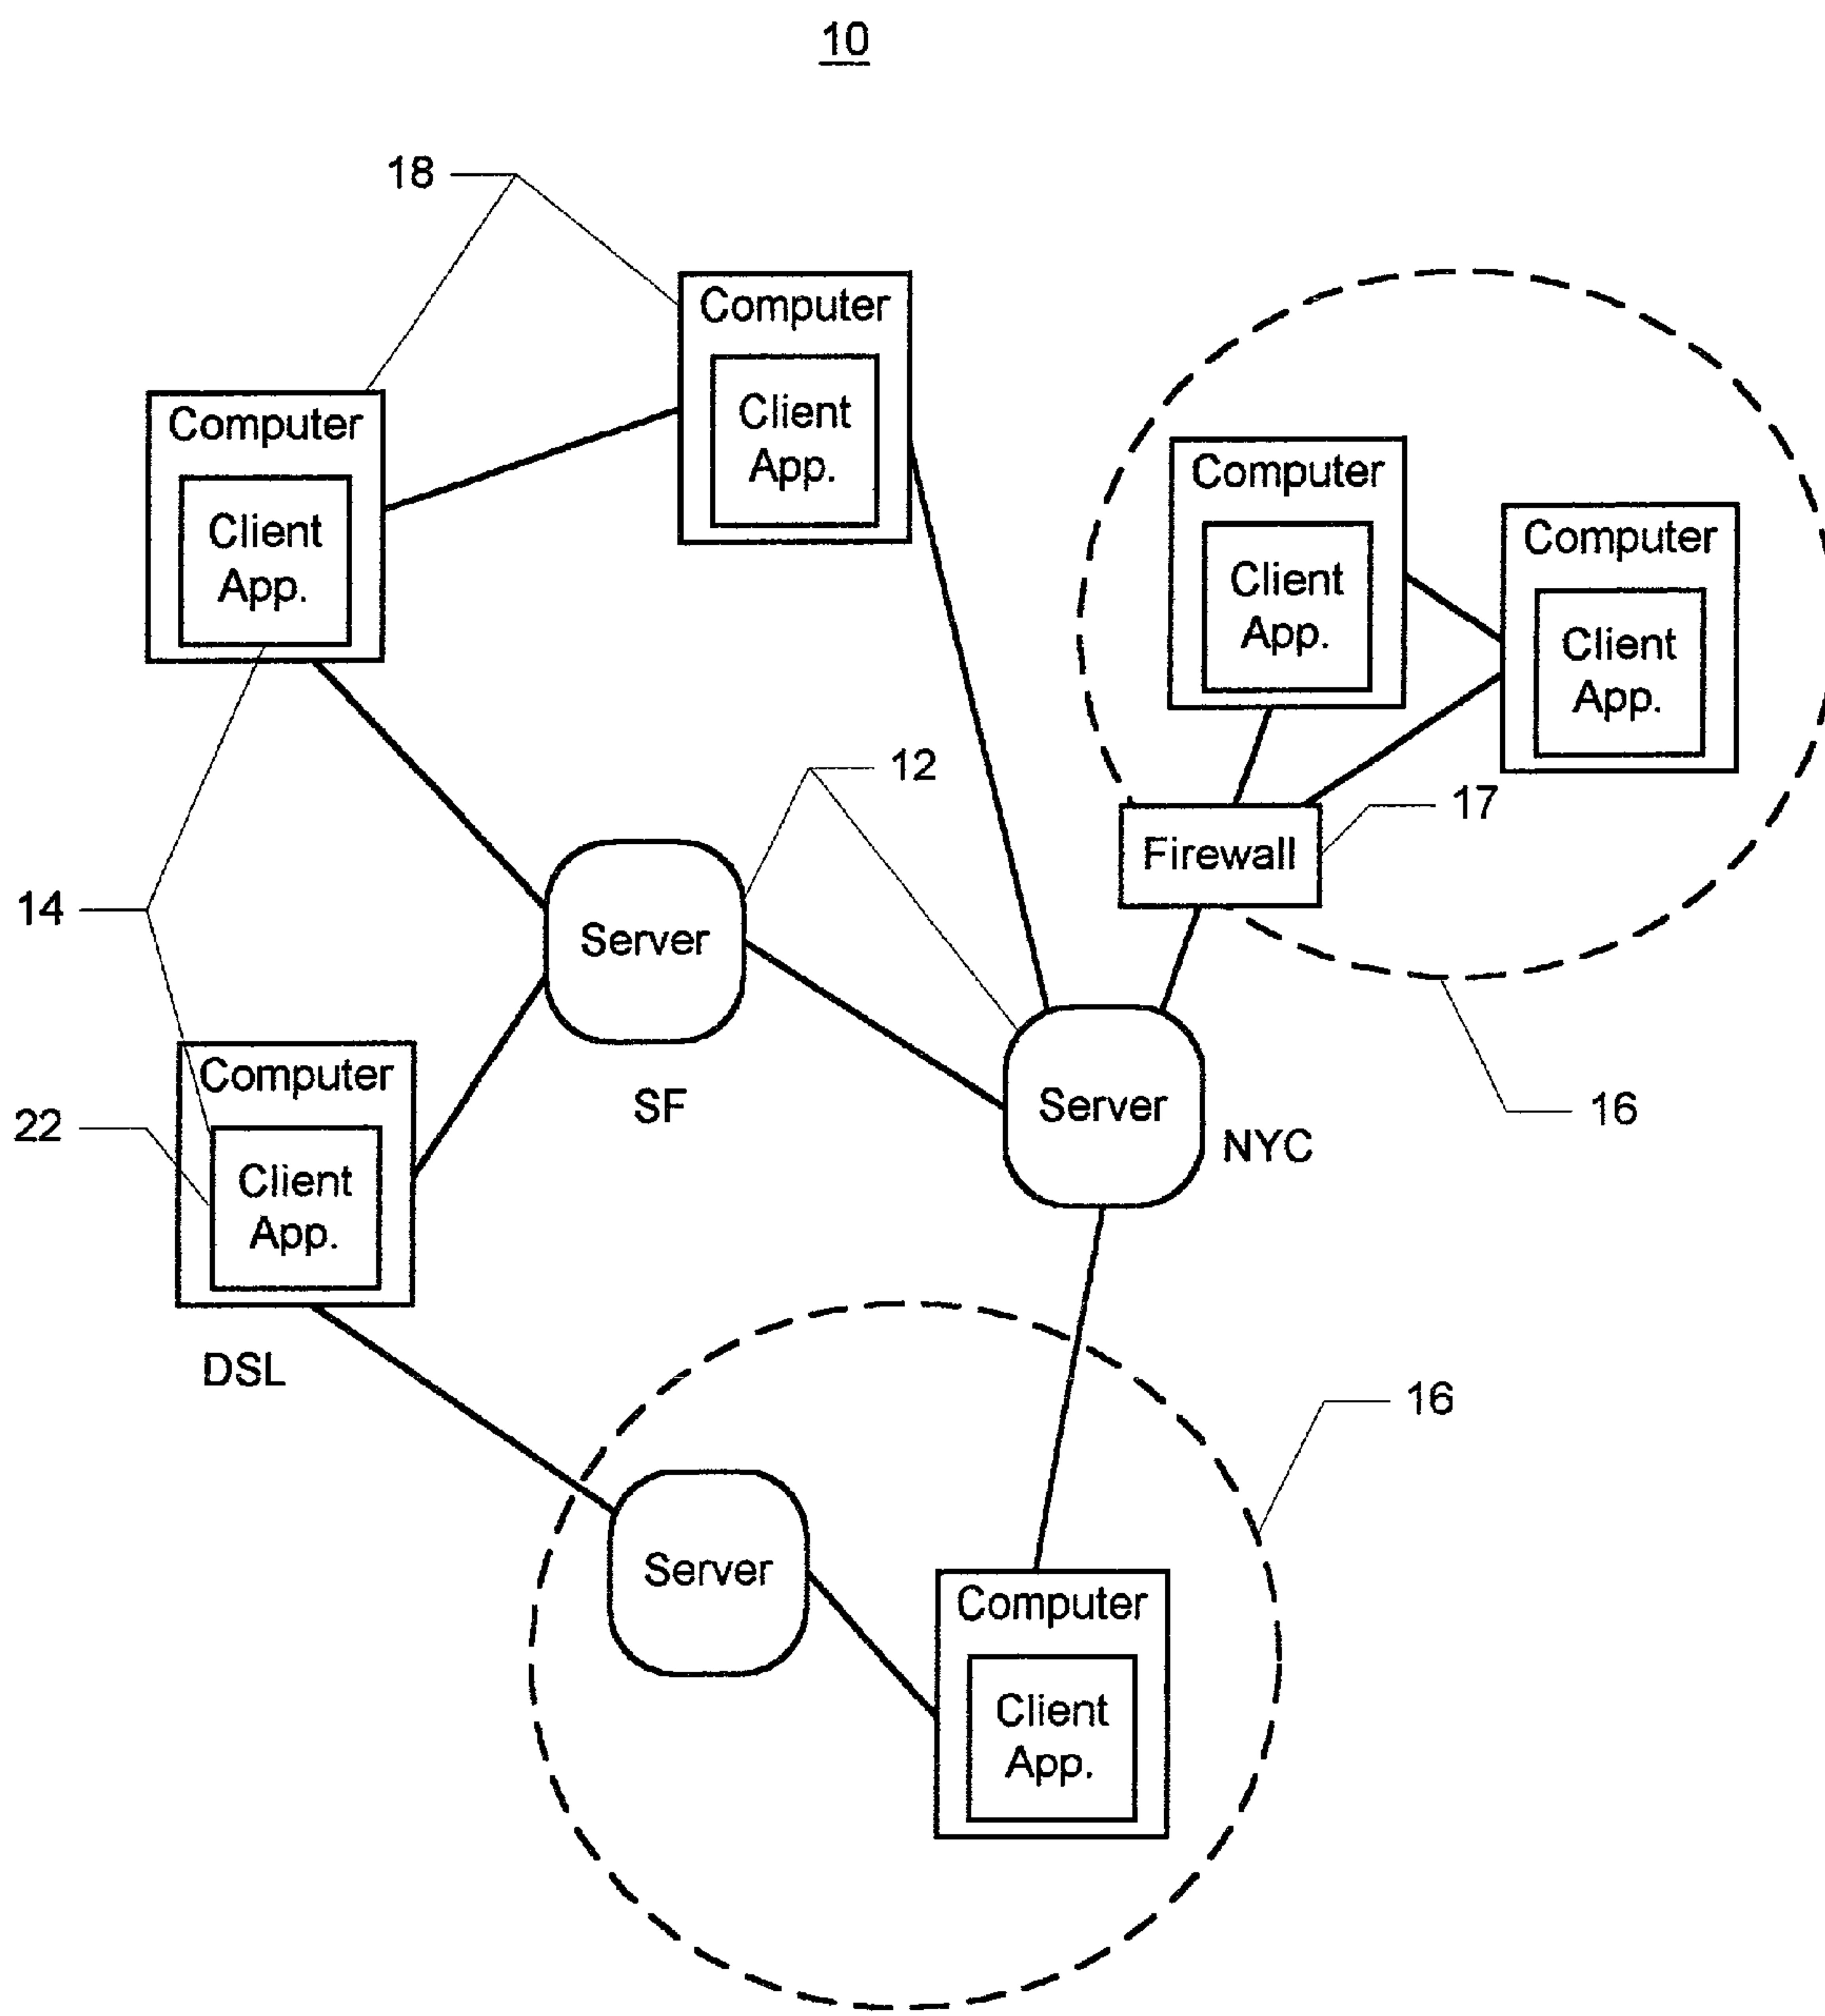 10
18
Computer
Client
App.
Computer
Client
App.
Computer
Client
App.
Computer
Client
App.
12
17
Firewall
14
Server
SF
Server
NYC
16
Computer
22
Client
App.
DSL
16
Server
Computer
Client
App.